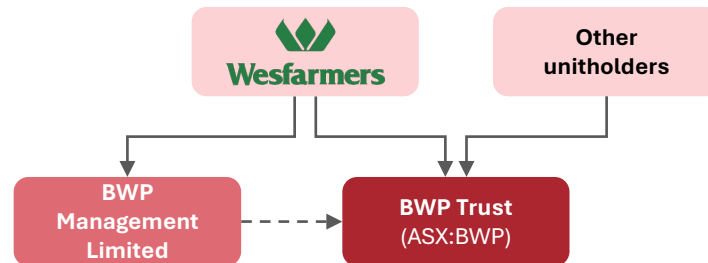 Wesfarmers
Other
unitholders
BWP
Management
Limited
BWP Trust
(ASX:BWP)